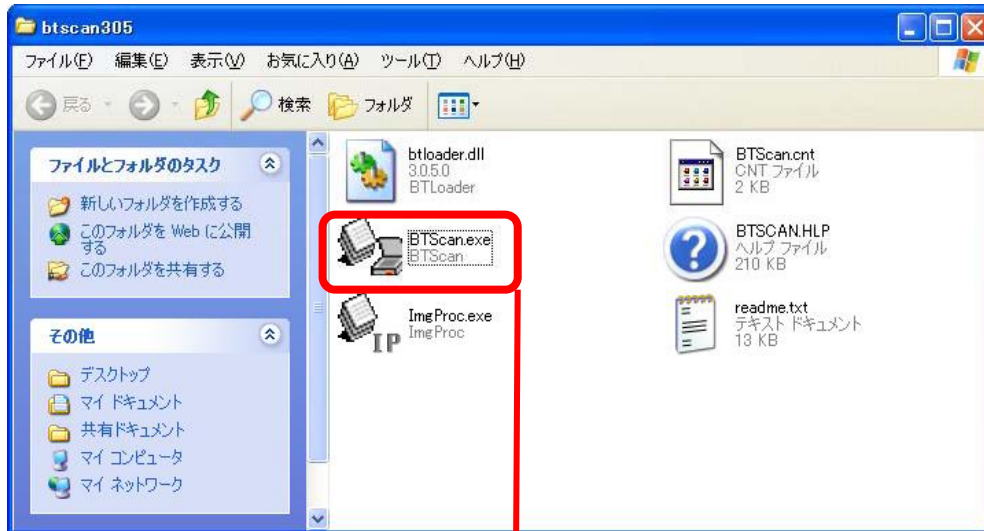 btscan305
ファイル(F) 編集(E) 表示(V) お気に入り(A) ツール(T) ヘルプ(H)
戻る 検索 フォルダ
ファイルとフォルダのタスク
新しいフォルダを作成する
このフォルダを Web に公開
する
このフォルダを共有する
その他
デスクトップ
マイ ドキュメント
共有ドキュメント
マイ コンピュータ
マイ ネットワーク
btloader.dll
3.0.5.0
BTLoader
BTScan.exe
BTScan
ImgProc.exe
ImgProc
IP
BTScan.cnt
CNT ファイル
2 KB
BTSCAN.HLP
ヘルプ ファイル
210 KB
readme.txt
テキスト ドキュメント
13 KB